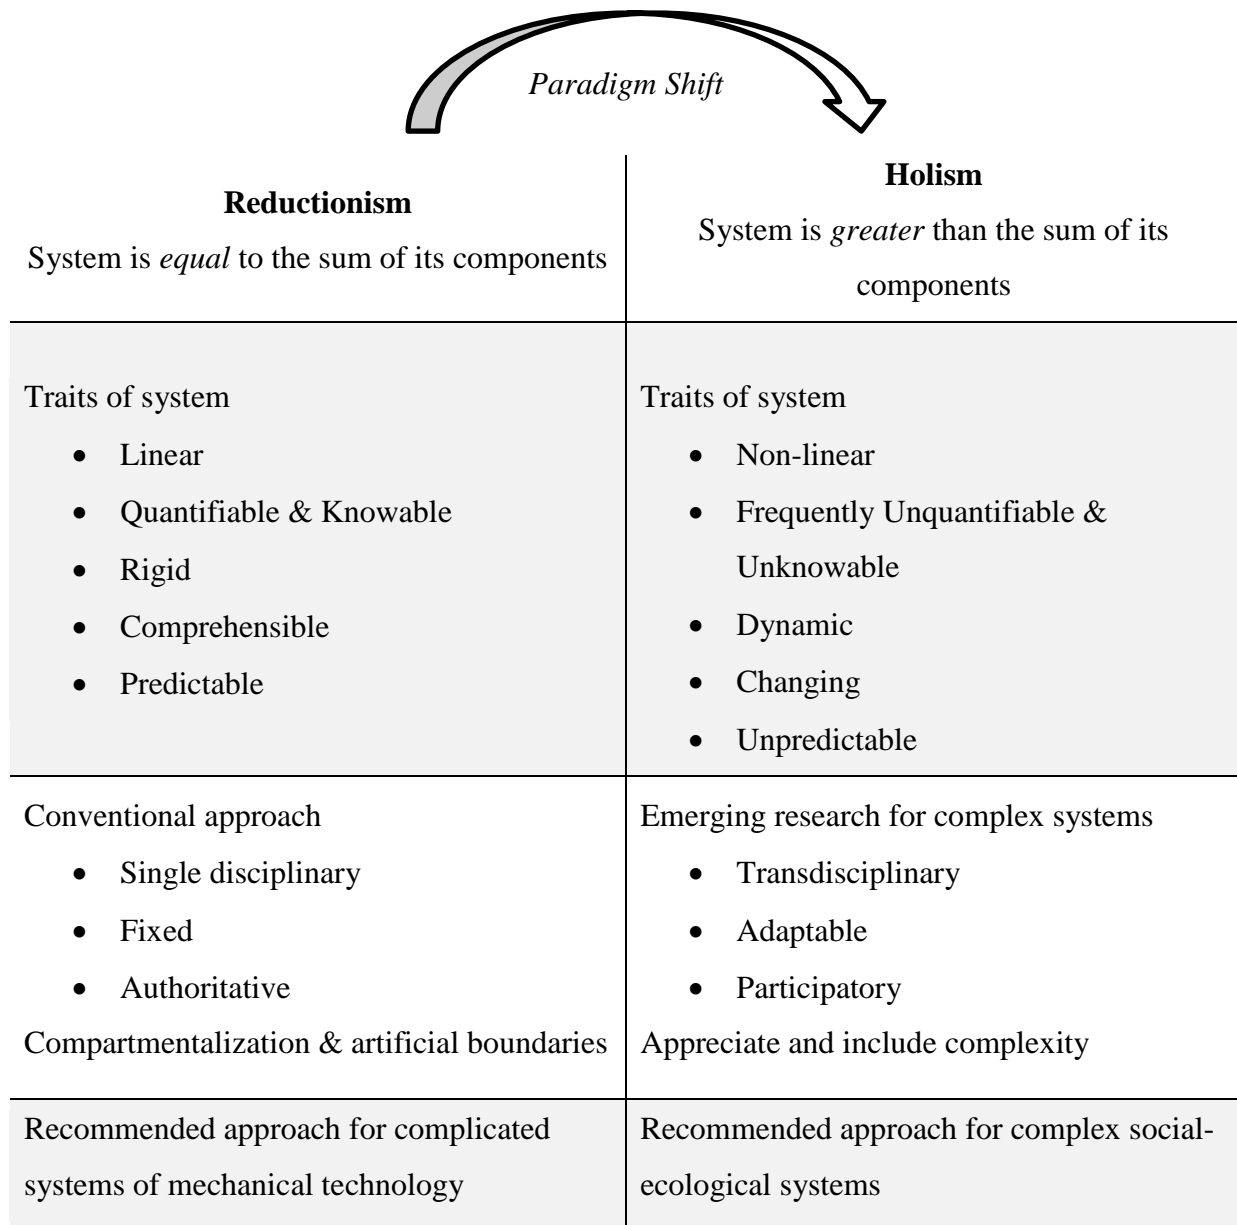 Paradigm Shift
Reductionism
System is equal to the sum of its components
Holism
System is greater than the sum of its
components
Traits of system
• Linear
• Quantifiable & Knowable
• Rigid
• Comprehensible
• Predictable
Traits of system
• Non-linear
• Frequently Unquantifiable &
Unknowable
• Dynamic
• Changing
• Unpredictable
Conventional approach
• Single disciplinary
• Fixed
• Authoritative
Compartmentalization & artificial boundaries
Emerging research for complex systems
• Transdisciplinary
• Adaptable
• Participatory
Appreciate and include complexity
Recommended approach for complicated
systems of mechanical technology
Recommended approach for complex social-
ecological systems